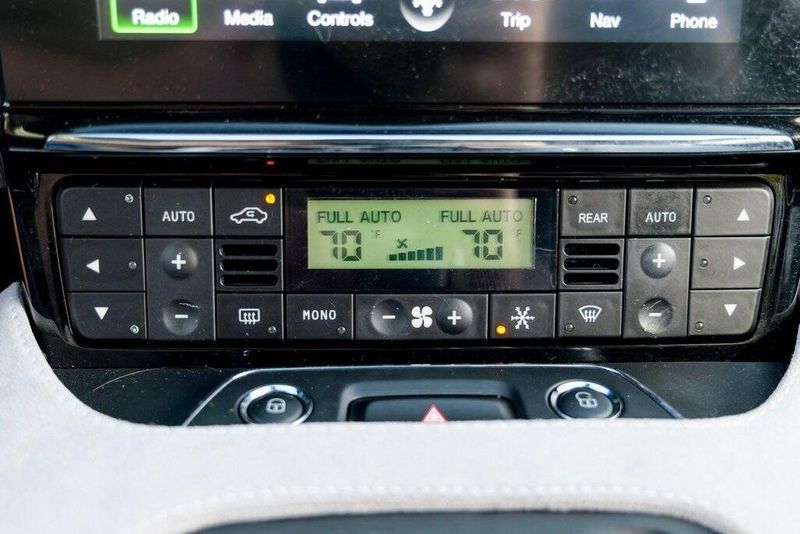 Radio Media Controls Trip Nav Phone
AUTO FULL AUTO FULL AUTO REAR AUTO
70 °F 70 °F
MONO